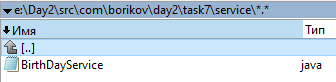 e:\Day2\src\com\borikov\day2\task7\service\*.*
Имя Тип
[..]
BirthDayService java